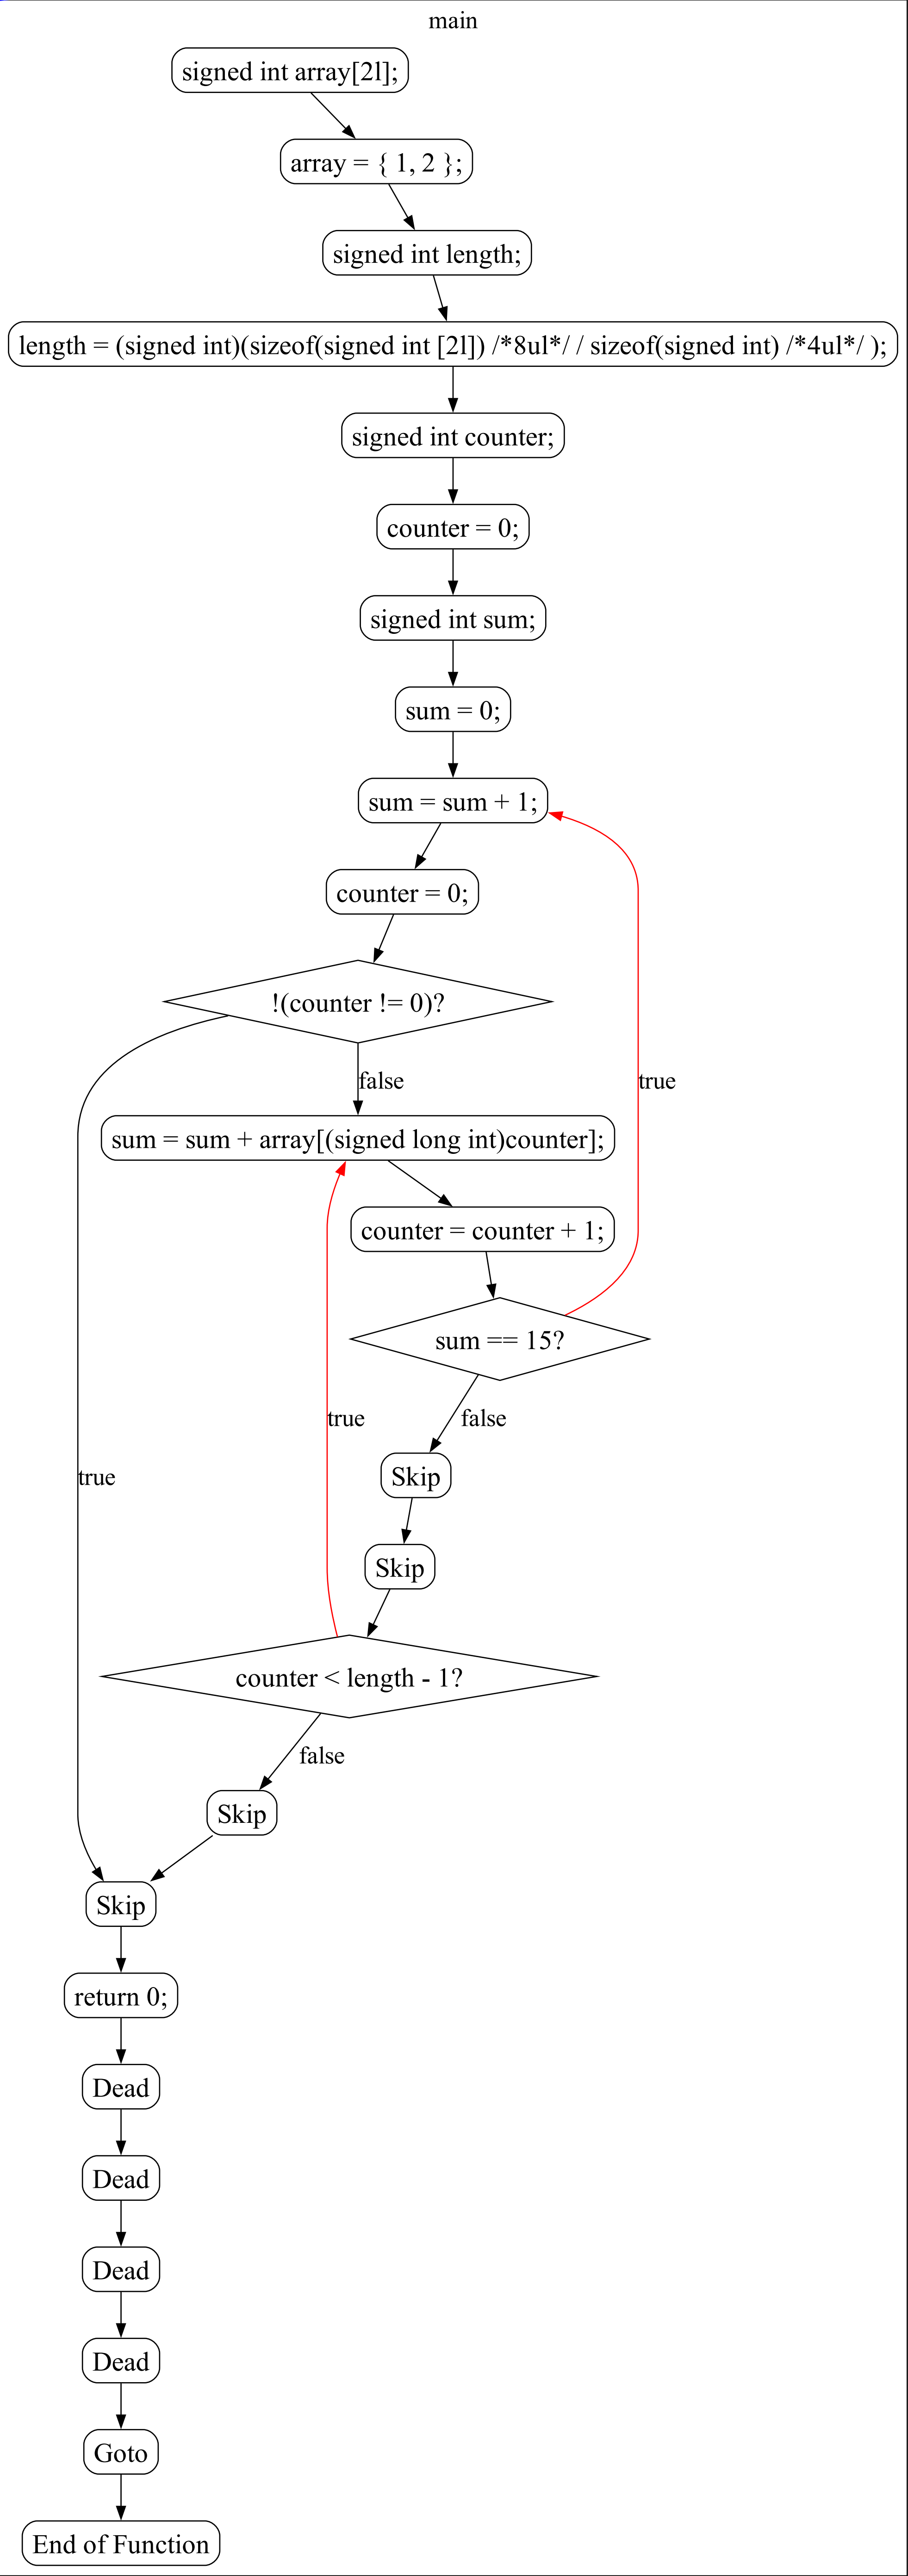 main
signed int array[2l];
array = { 1, 2 };
signed int length;
length = (signed int)(sizeof(signed int [2l]) /*8ul*/ / sizeof(signed int) /*4ul*/ );
signed int counter;
counter = 0;
signed int sum;
sum = 0;
sum = sum + 1;
counter = 0;
!(counter != 0)?
false
true
sum = sum + array[(signed long int)counter];
counter = counter + 1;
sum == 15?
true
false
true
Skip
Skip
counter < length - 1?
false
Skip
Skip
return 0;
Dead
Dead
Dead
Dead
Goto
End of Function